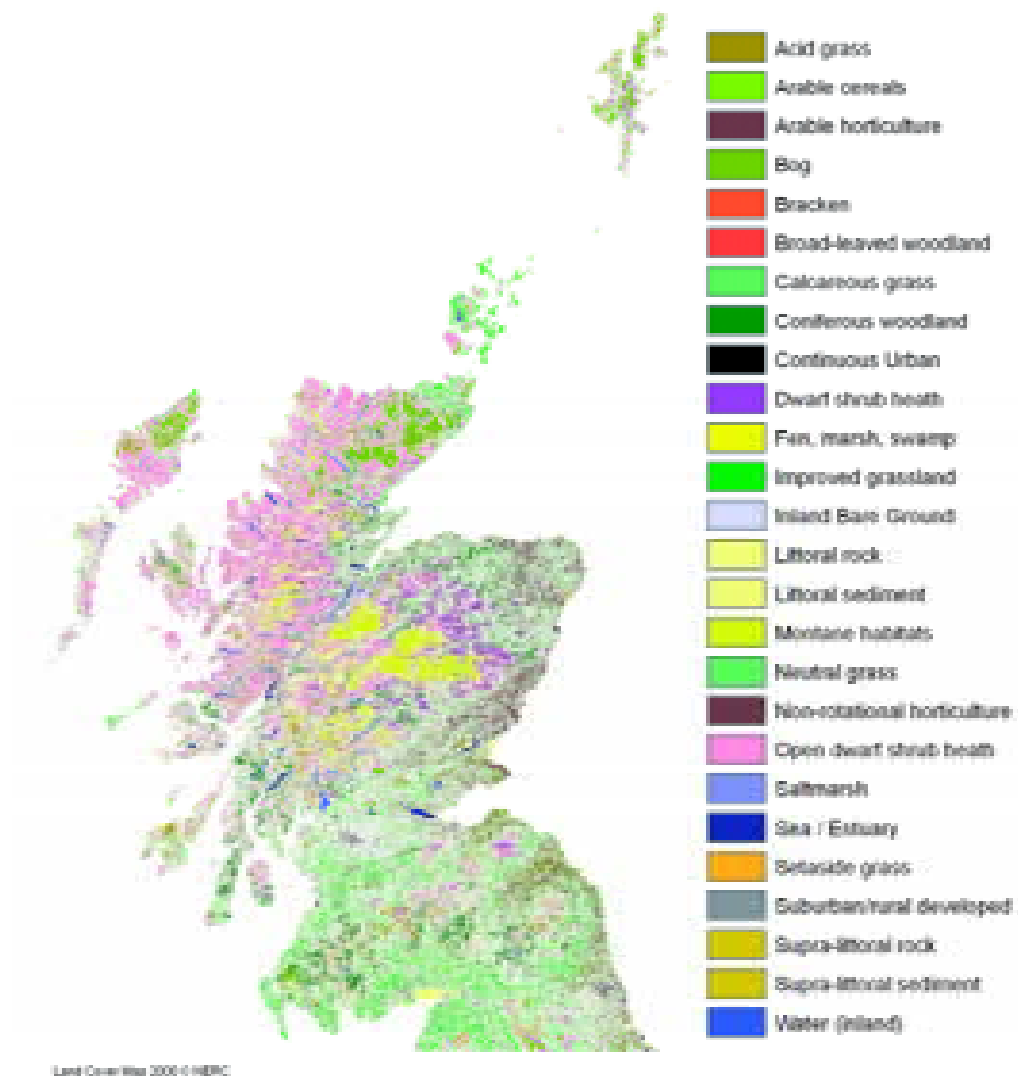 Acid grass
Arable cereals
Arable horticulture
Bog
Bracken
Broad-leaved woodland
Calcareous grass
Coniferous woodland
Continuous Urban
Dwarf shrub heath
Fen, marsh, swamp
Improved grassland
Inland Bare Ground
Littoral rock
Littoral sediment
Montane habitats
Neutral grass
Non-rotational horticulture
Open dwarf shrub heath
Saltmarsh
Sea / Estuary
Setaside grass
Suburban/rural developed
Supra-littoral rock
Supra-littoral sediment
Water (inland)
Land Cover Map 2000 © NERC